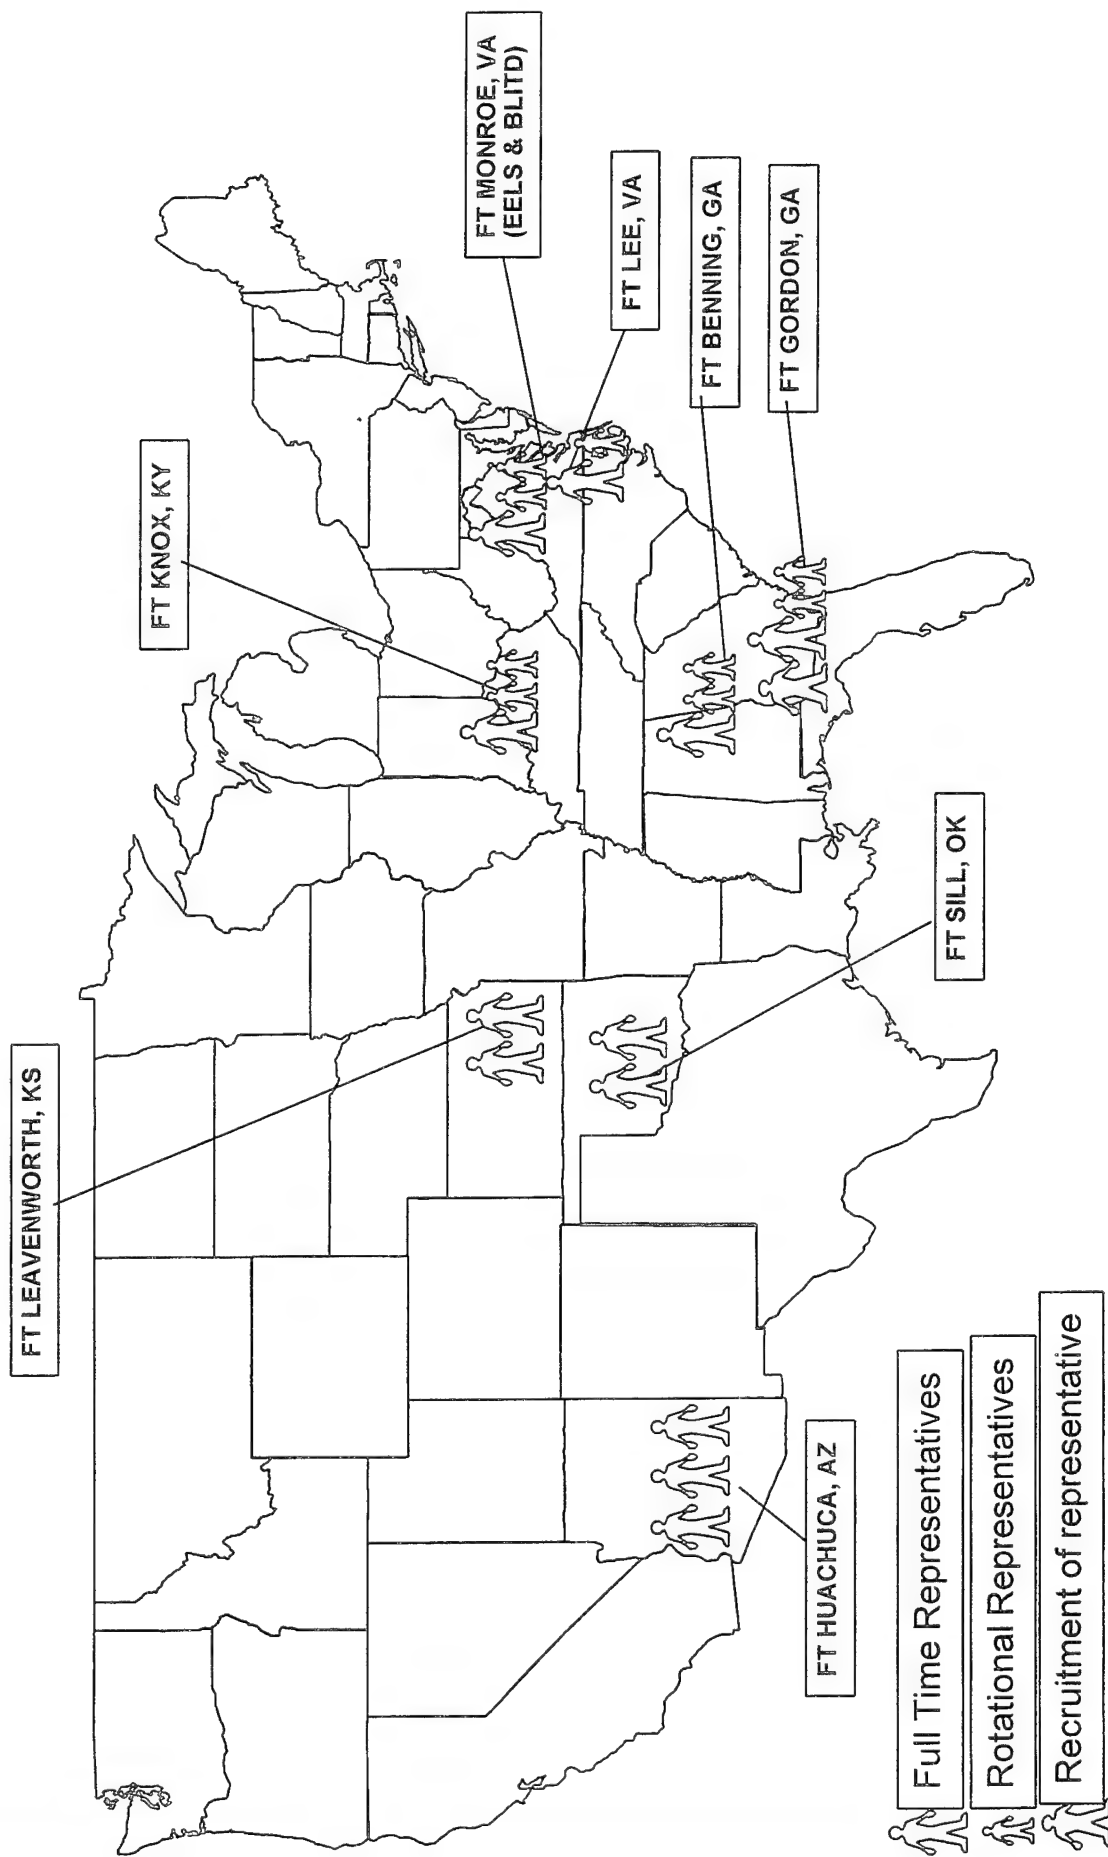 FT LEAVENWORTH, KS
FT KNOX, KY
FT MONROE, VA
(EELS & BLITD)
FT LEE, VA
FT BENNING, GA
FT GORDON, GA
FT SILL, OK
FT HUACHUCA, AZ
Full Time Representatives
Rotational Representatives
Recruitment of representative